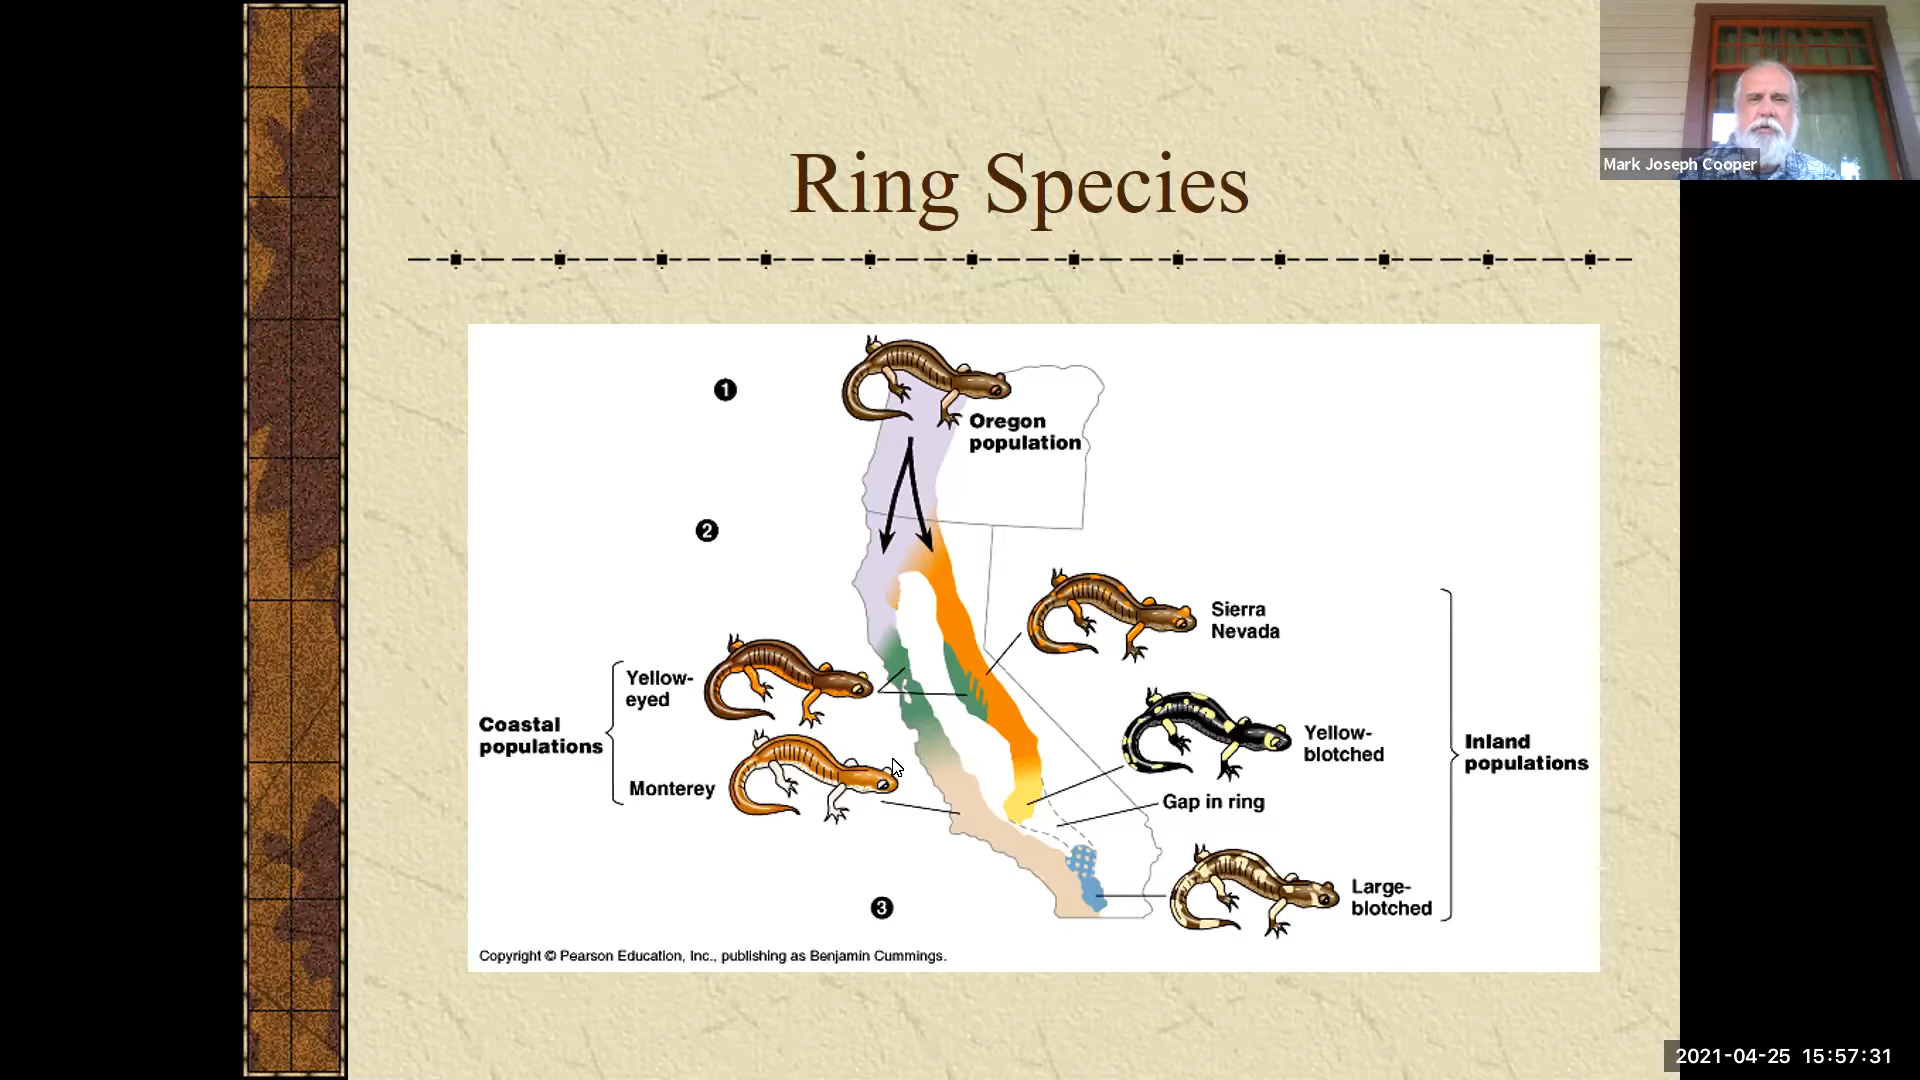 Mark Joseph Cooper
Ring Species
1
Oregon
population
2
Sierra
Nevada
Yellow-
eyed
Coastal
populations
Monterey
Yellow-
blotched
Inland
populations
Gap in ring
Large-
blotched
3
Copyright © Pearson Education, Inc., publishing as Benjamin Cummings.
2021-04-25 15:57:31